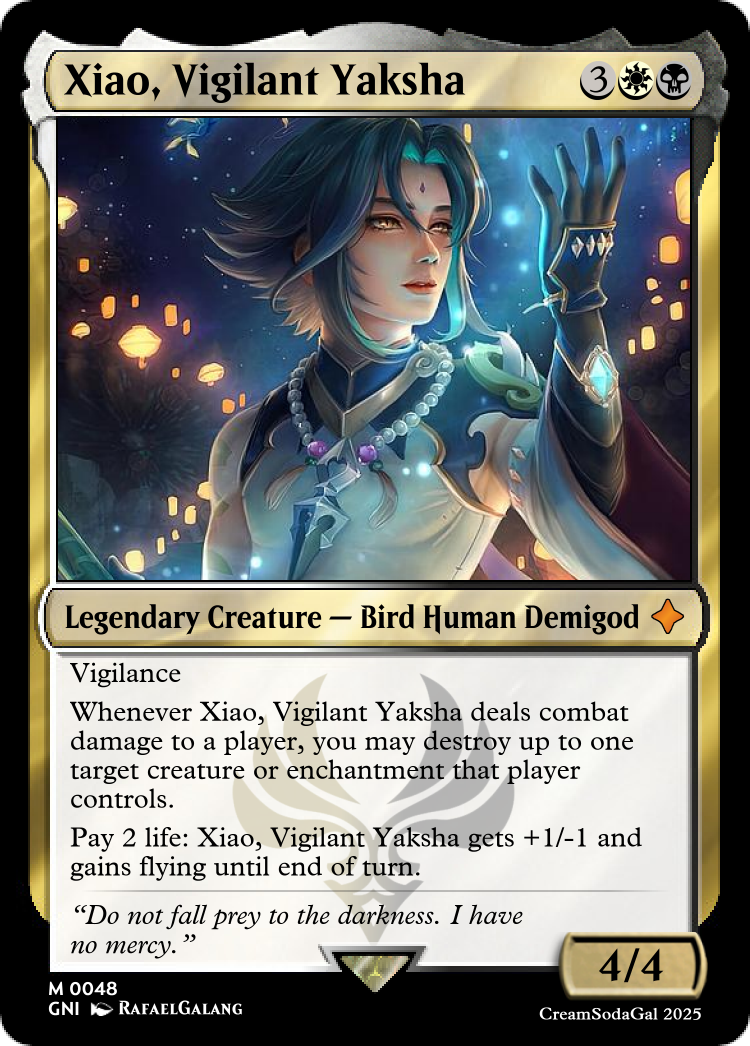 Xiao, Vigilant Yaksha 3
Legendary Creature — Bird Human Demigod
Vigilance
Whenever Xiao, Vigilant Yaksha deals combat
damage to a player, you may destroy up to one
target creature or enchantment that player
controls.
Pay 2 life: Xiao, Vigilant Yaksha gets +1/-1 and
gains flying until end of turn.
“Do not fall prey to the darkness. I have
no mercy.”
4/4
M 0048
GNI RafaelGalang
CreamSodaGal 2025